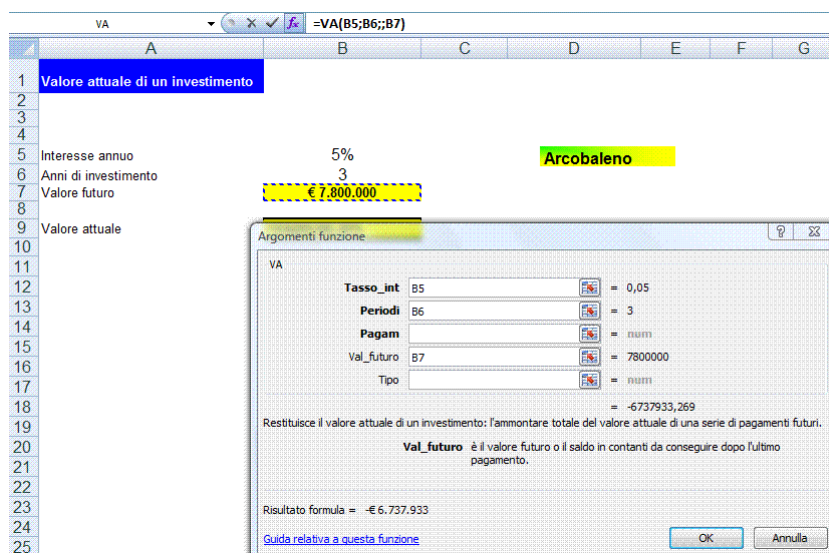 VA =VA(B5;B6;;B7)
A B C D E F G
1 Valore attuale di un investimento
2
3
4
5 Interesse annuo 5% Arcobaleno
6 Anni di investimento 3
7 Valore futuro € 7.800.000
8
9 Valore attuale
10 Argomenti funzione
11 VA
12 Tasso_int B5 = 0,05
13 Periodi B6 = 3
14 Pagam = num
15 Val_futuro B7 = 7800000
16
17 Tipo = num
18 = -6737933,269
19 Restituisce il valore attuale di un investimento: l'ammontare totale del valore attuale di una serie di pagamenti futuri.
20 Val_futuro è il valore futuro o il saldo in contanti da conseguire dopo l'ultimo
21 pagamento.
22
23 Risultato formula = -€ 6.737.933
24
25 Guida relativa a questa funzione OK Annulla